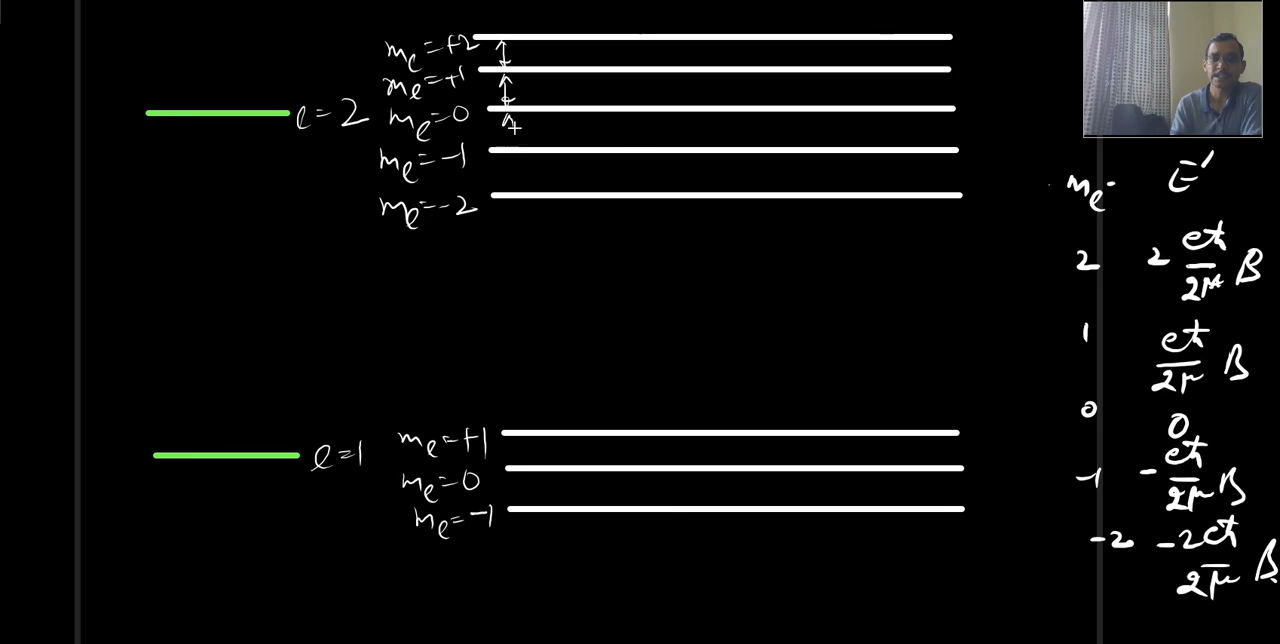 mℓ=+2
mℓ=+1
ℓ=2 mℓ=0
mℓ=-1
mℓ=-2
mℓ E'
2 2 eħ/2μ B
1 eħ/2μ B
0 0
-1 -eħ/2μ B
-2 -2eħ/2μ B
mℓ=+1
ℓ=1 mℓ=0
mℓ=-1